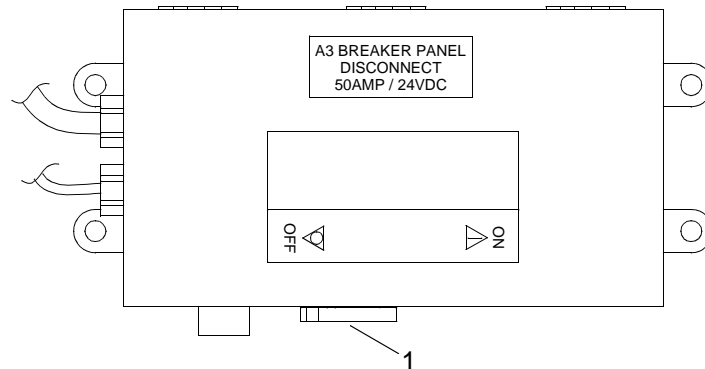 A3 BREAKER PANEL
DISCONNECT
50AMP / 24VDC
OFF
ON
1